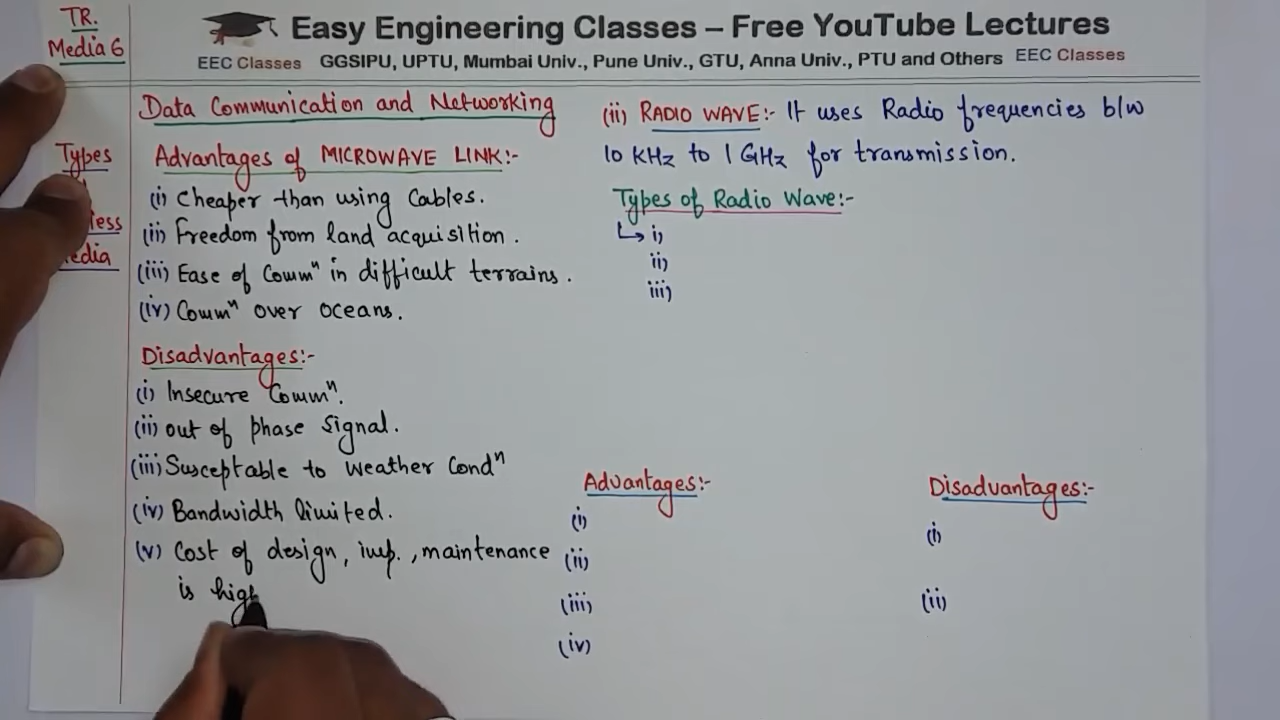 TR.
Media 6
Easy Engineering Classes – Free YouTube Lectures
EEC Classes GGSIPU, UPTU, Mumbai Univ., Pune Univ., GTU, Anna Univ., PTU and Others EEC Classes
Types
Data Communication and Networking
Advantages of MICROWAVE LINK:-
(i) Cheaper than using Cables.
(ii) Freedom from land acquisition.
(iii) Ease of Commⁿ in difficult terrains.
(iv) Commⁿ over oceans.
Disadvantages:-
(i) Insecure Commⁿ.
(ii) out of phase signal.
(iii) Susceptable to weather Condⁿ
(iv) Bandwidth limited.
(v) Cost of design, imp., maintenance
is high
(ii) RADIO WAVE:- It uses Radio frequencies b/w
10 KHz to 1 GHz for transmission.
Types of Radio Wave:-
↳ i)
ii)
iii)
Advantages:-
(i)
(ii)
(iii)
(iv)
Disadvantages:-
(i)
(ii)